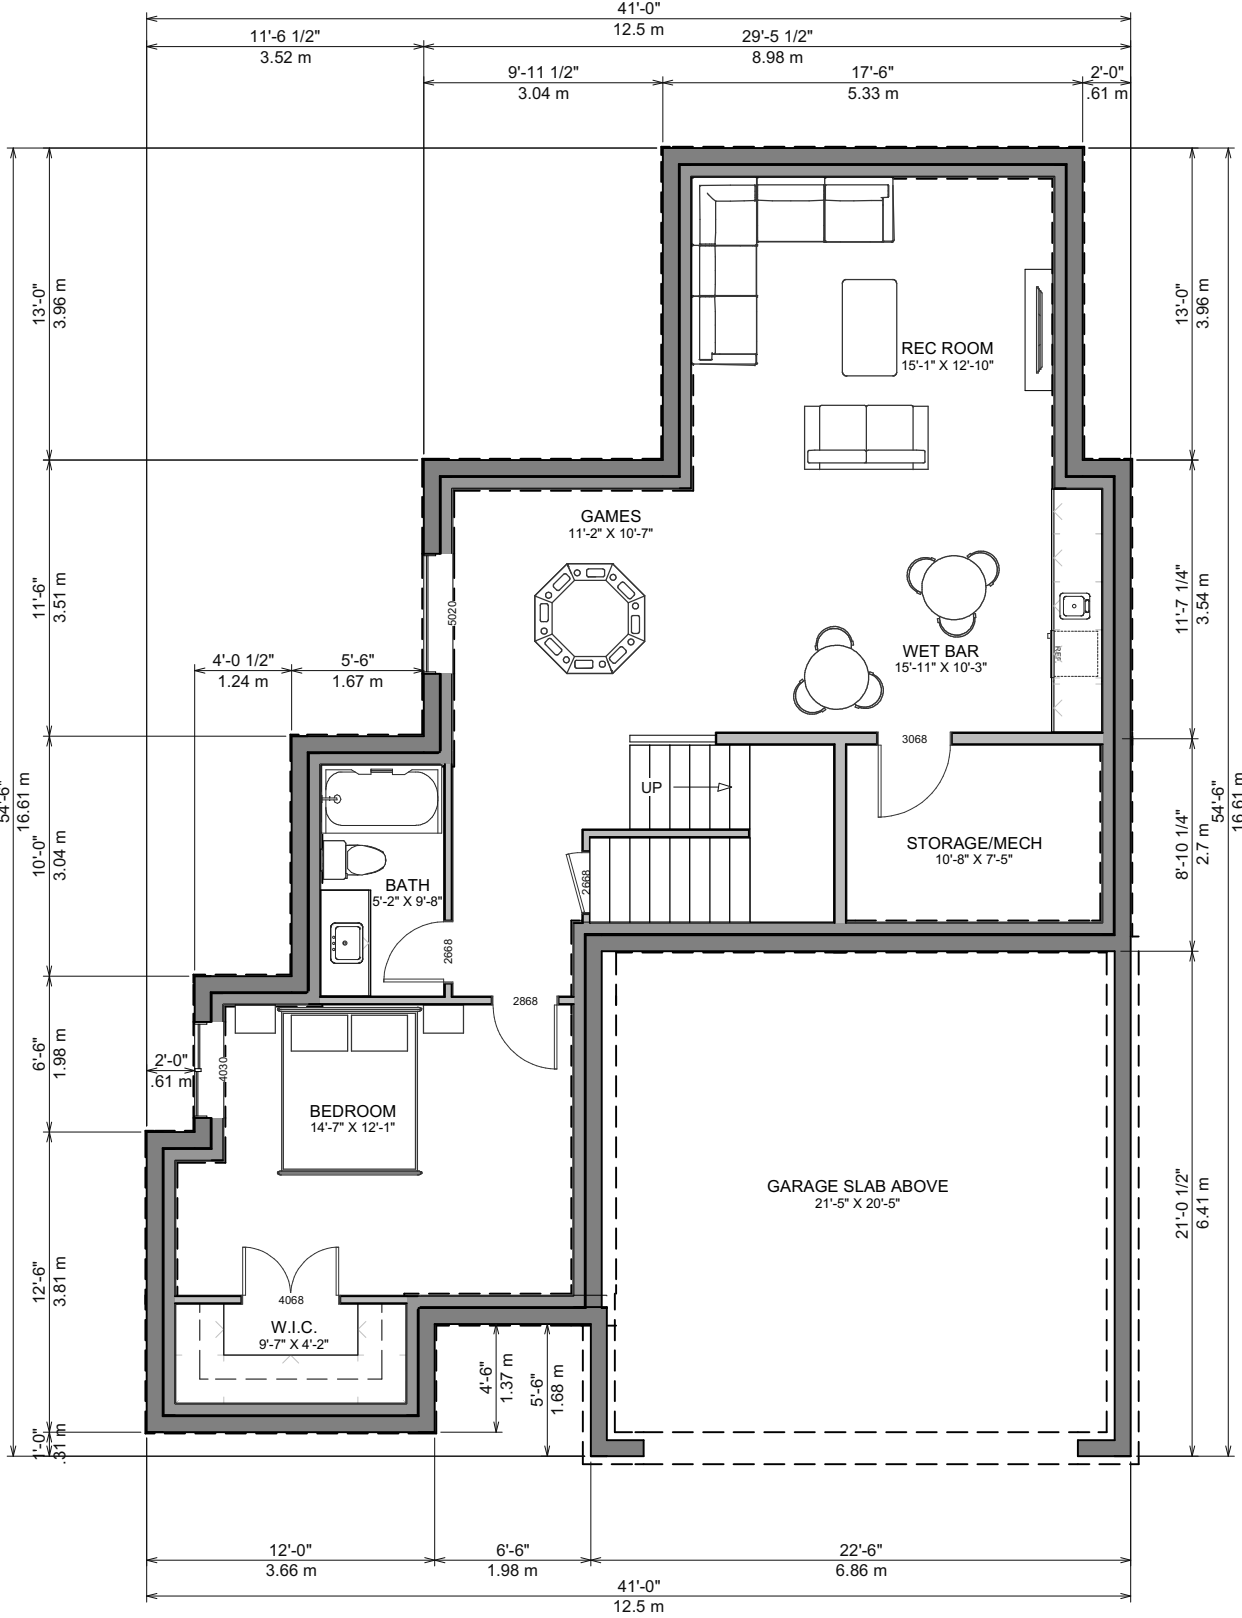 41'-0"
12.5 m
11'-6 1/2"
3.52 m
29'-5 1/2"
8.98 m
9'-11 1/2"
3.04 m
17'-6"
5.33 m
2'-0"
.61 m
13'-0"
3.96 m
13'-0"
3.96 m
REC ROOM
15'-1" X 12'-10"
GAMES
11'-2" X 10'-7"
11'-6"
3.51 m
5020
11'-7 1/4"
3.54 m
4'-0 1/2"
1.24 m
5'-6"
1.67 m
WET BAR
15'-11" X 10'-3"
REF.
3068
UP
54'-6"
16.61 m
54'-6"
16.61 m
10'-0"
3.04 m
STORAGE/MECH
10'-8" X 7'-5"
8'-10 1/4"
2.7 m
BATH
5'-2" X 9'-8"
2668
2668
2868
6'-6"
1.98 m
2'-0"
.61 m
4030
BEDROOM
14'-7" X 12'-1"
GARAGE SLAB ABOVE
21'-5" X 20'-5"
21'-0 1/2"
6.41 m
12'-6"
3.81 m
4068
W.I.C.
9'-7" X 4'-2"
4'-6"
1.37 m
5'-6"
1.68 m
1'-0"
.31 m
12'-0"
3.66 m
6'-6"
1.98 m
22'-6"
6.86 m
41'-0"
12.5 m